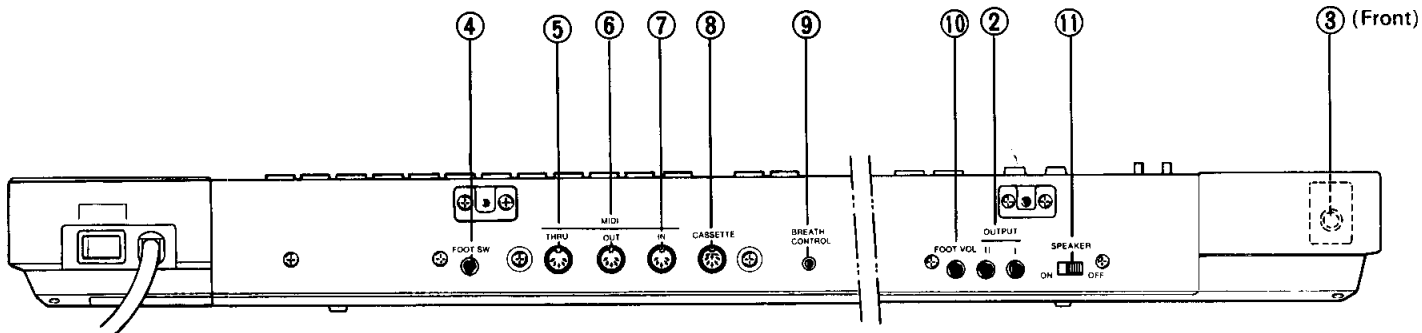 ④ ⑤ ⑥ ⑦ ⑧ ⑨ ⑩ ② ⑪ ③ (Front)
MIDI
BREATH
CONTROL
OUTPUT
FOOT SW THRU OUT IN CASSETTE FOOT VOL II I SPEAKER
ON OFF